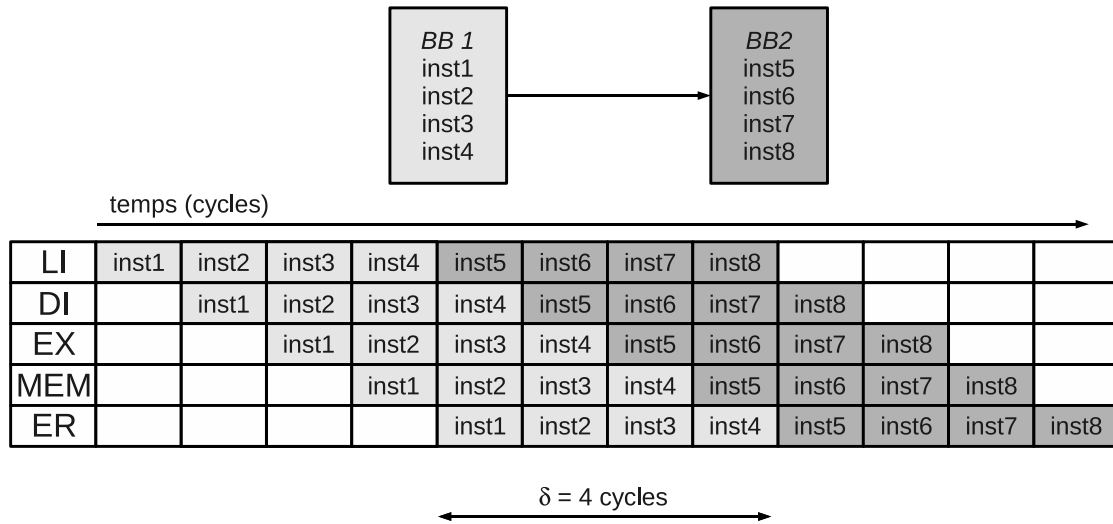 BB 1
inst1
inst2
inst3
inst4
BB2
inst5
inst6
inst7
inst8
temps (cycles)
LI inst1 inst2 inst3 inst4 inst5 inst6 inst7 inst8
DI inst1 inst2 inst3 inst4 inst5 inst6 inst7 inst8
EX inst1 inst2 inst3 inst4 inst5 inst6 inst7 inst8
MEM inst1 inst2 inst3 inst4 inst5 inst6 inst7 inst8
ER inst1 inst2 inst3 inst4 inst5 inst6 inst7 inst8
δ = 4 cycles